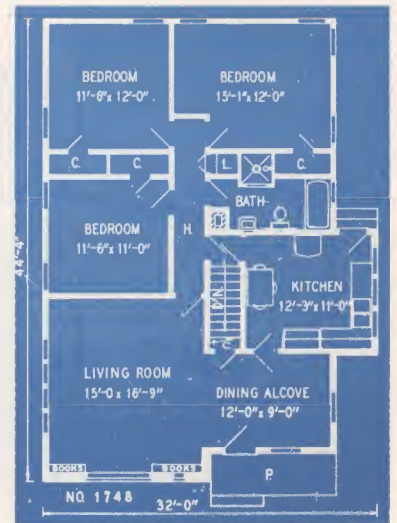 BEDROOM
11'-6" x 12'-0"
BEDROOM
15'-1" x 12'-0"
C.
C.
L.
C.
BATH
BEDROOM
11'-6" x 11'-0"
H.
44'-4"
KITCHEN
12'-3" x 11'-0"
DN.
C.
LIVING ROOM
15'-0 x 16'-9"
DINING ALCOVE
12'-0" x 9'-0"
BOOKS
BOOKS
P.
NO. 1748
32'-0"